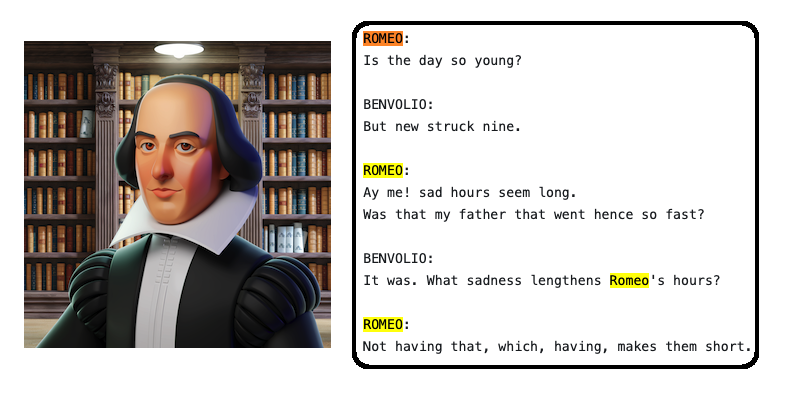 ROMEO:
Is the day so young?
BENVOLIO:
But new struck nine.
ROMEO:
Ay me! sad hours seem long.
Was that my father that went hence so fast?
BENVOLIO:
It was. What sadness lengthens Romeo's hours?
ROMEO:
Not having that, which, having, makes them short.